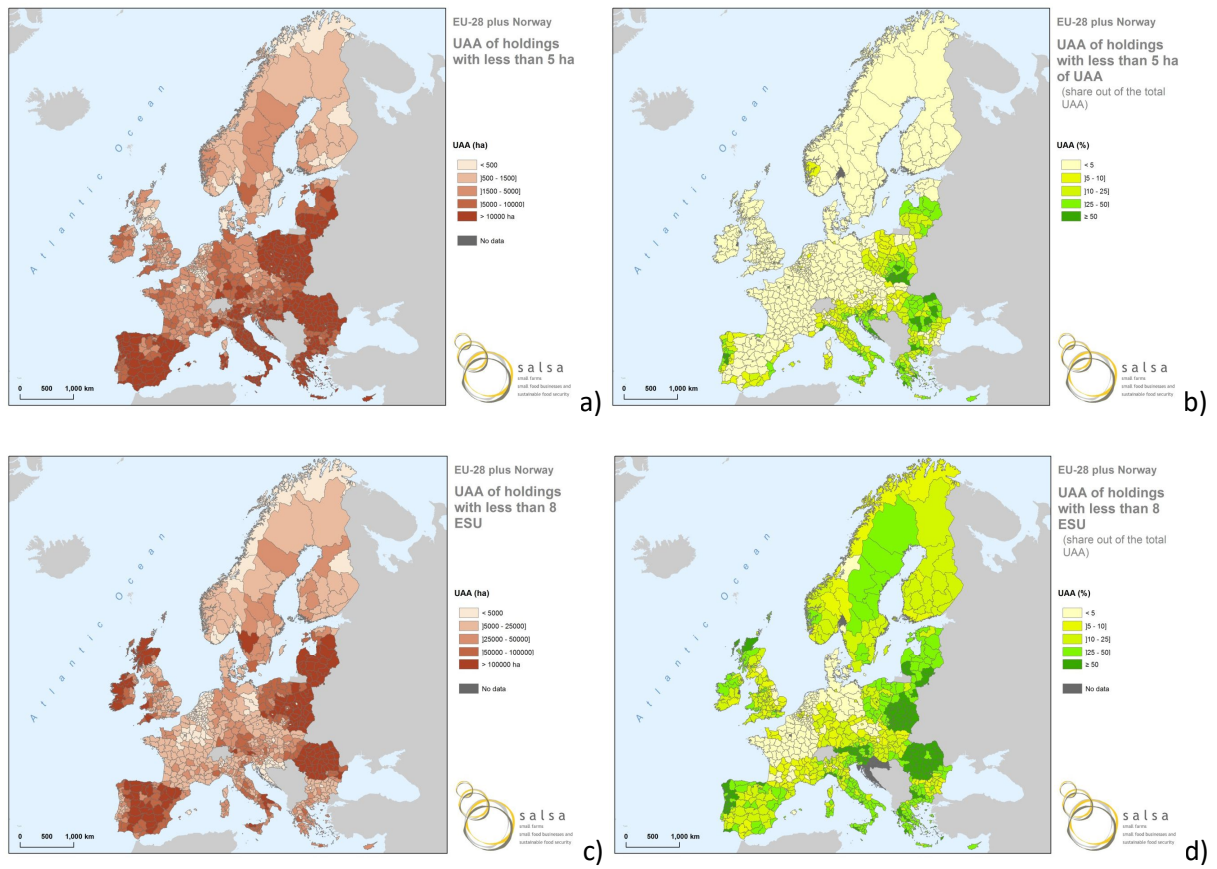 EU-28 plus Norway
UAA of holdings
with less than 5 ha
Atlantic Ocean
UAA (ha)
< 500
]500 - 1500]
]1500 - 5000]
]5000 - 10000]
> 10000 ha
No data
0 500 1,000 km
salsa
small farms
small food businesses and
sustainable food security
a)
EU-28 plus Norway
UAA of holdings
with less than 5 ha
of UAA
(share out of the total
UAA)
Atlantic Ocean
UAA (%)
< 5
]5 - 10]
]10 - 25]
]25 - 50]
≥ 50
0 500 1,000 km
salsa
small farms
small food businesses and
sustainable food security
b)
EU-28 plus Norway
UAA of holdings
with less than 8
ESU
Atlantic Ocean
UAA (ha)
< 5000
]5000 - 25000]
]25000 - 50000]
]50000 - 100000]
> 100000 ha
No data
0 500 1,000 km
salsa
small farms
small food businesses and
sustainable food security
c)
EU-28 plus Norway
UAA of holdings
with less than 8
ESU
(share out of the total
UAA)
Atlantic Ocean
UAA (%)
< 5
]5 - 10]
]10 - 25]
]25 - 50]
≥ 50
No data
0 500 1,000 km
salsa
small farms
small food businesses and
sustainable food security
d)